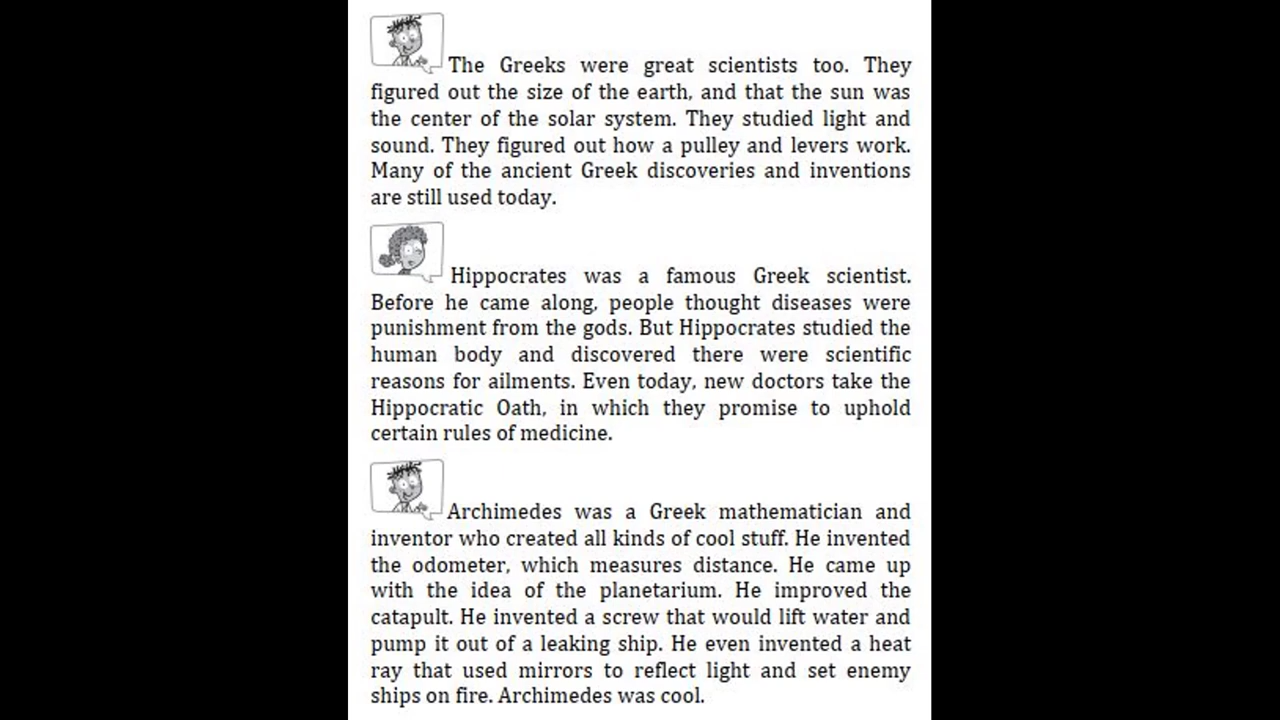 The Greeks were great scientists too. They
figured out the size of the earth, and that the sun was
the center of the solar system. They studied light and
sound. They figured out how a pulley and levers work.
Many of the ancient Greek discoveries and inventions
are still used today.
Hippocrates was a famous Greek scientist.
Before he came along, people thought diseases were
punishment from the gods. But Hippocrates studied the
human body and discovered there were scientific
reasons for ailments. Even today, new doctors take the
Hippocratic Oath, in which they promise to uphold
certain rules of medicine.
Archimedes was a Greek mathematician and
inventor who created all kinds of cool stuff. He invented
the odometer, which measures distance. He came up
with the idea of the planetarium. He improved the
catapult. He invented a screw that would lift water and
pump it out of a leaking ship. He even invented a heat
ray that used mirrors to reflect light and set enemy
ships on fire. Archimedes was cool.